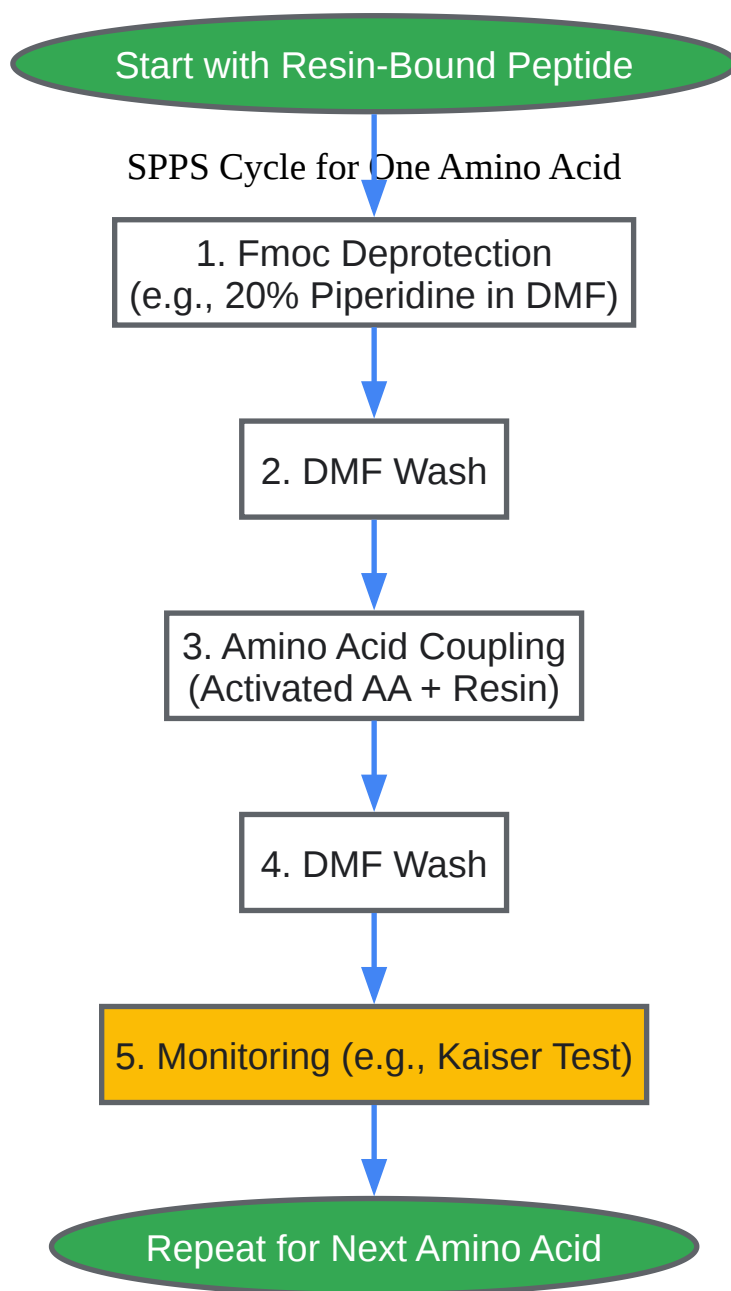 Start with Resin-Bound Peptide
SPPS Cycle for One Amino Acid
1. Fmoc Deprotection
(e.g., 20% Piperidine in DMF)
2. DMF Wash
3. Amino Acid Coupling
(Activated AA + Resin)
4. DMF Wash
5. Monitoring (e.g., Kaiser Test)
Repeat for Next Amino Acid